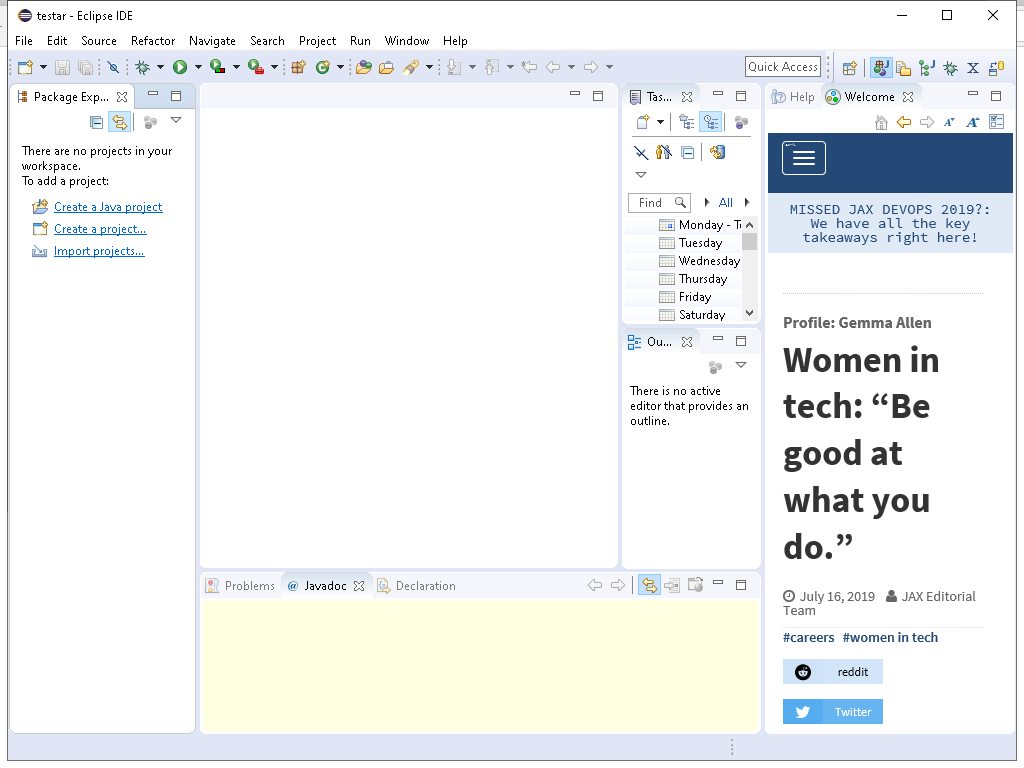 testar - Eclipse IDE
File Edit Source Refactor Navigate Search Project Run Window Help
Quick Access
Package Exp...
There are no projects in your
workspace.
To add a project:
Create a Java project
Create a project...
Import projects...
Tas...
Find
All
Monday - T
Tuesday
Wednesday
Thursday
Friday
Saturday
Ou...
There is no active
editor that provides an
outline.
Problems @ Javadoc Declaration
Help Welcome
MISSED JAX DEVOPS 2019?:
We have all the key
takeaways right here!
Profile: Gemma Allen
Women in
tech: “Be
good at
what you
do.”
July 16, 2019 JAX Editorial
Team
#careers #women in tech
reddit
Twitter